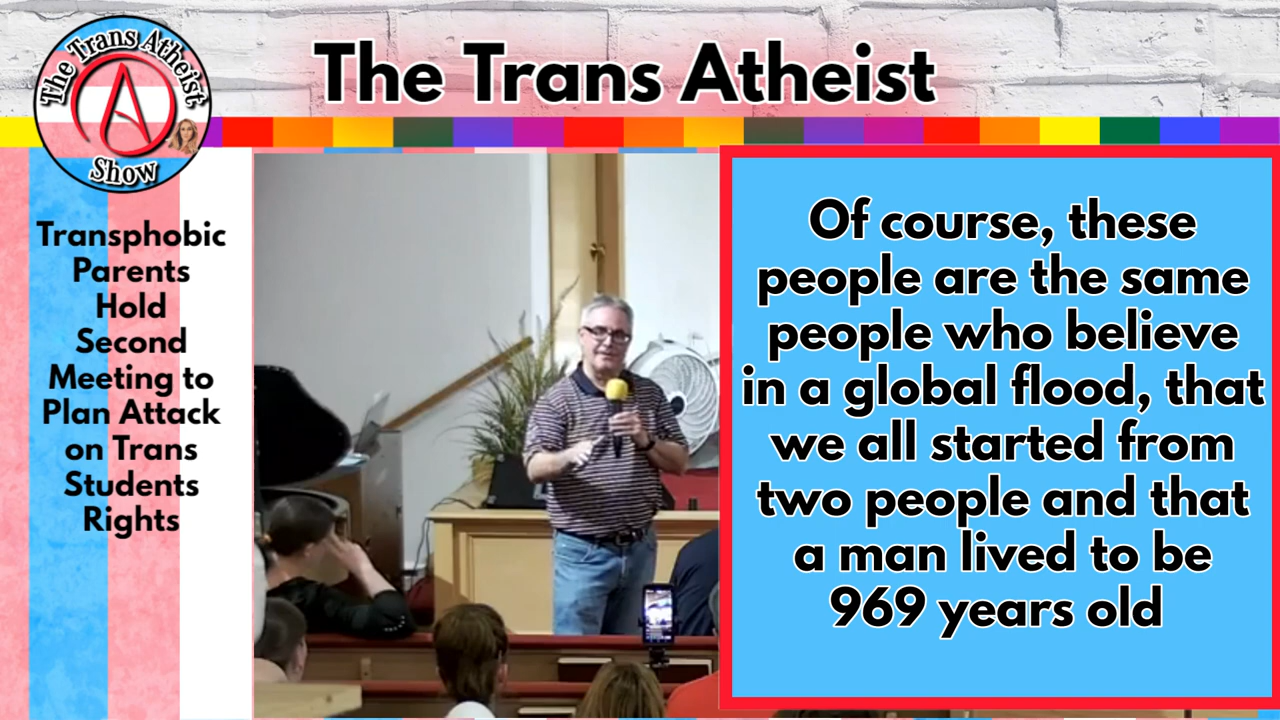 The Trans Atheist
Show
The Trans Atheist
Transphobic
Parents
Hold
Second
Meeting to
Plan Attack
on Trans
Students
Rights
Of course, these
people are the same
people who believe
in a global flood, that
we all started from
two people and that
a man lived to be
969 years old